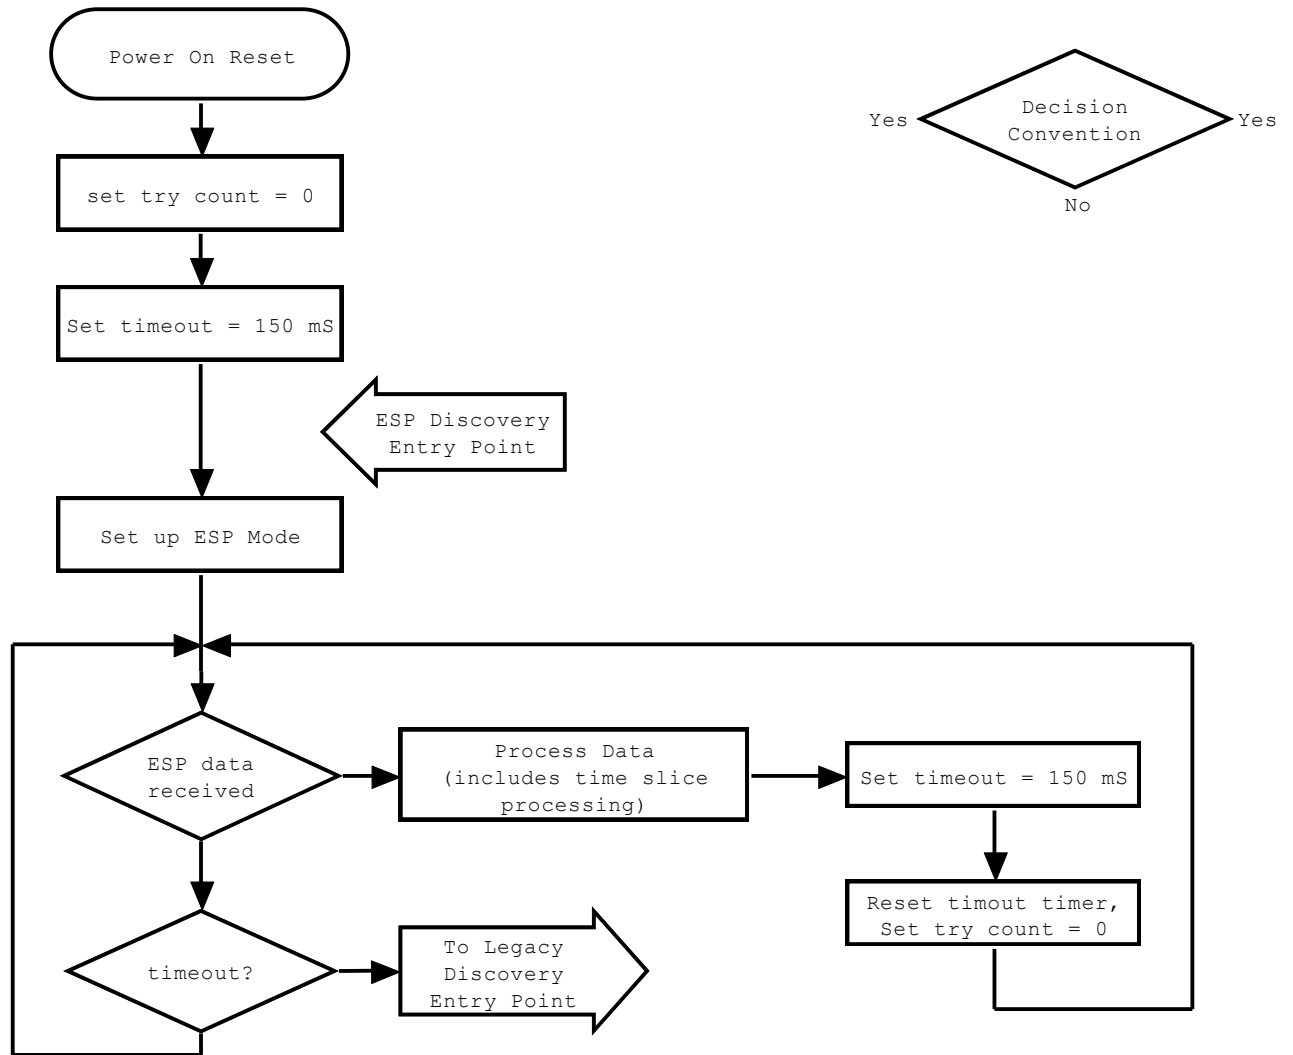 Power On Reset
Decision
Convention
Yes
Yes
No
set try count = 0
Set timeout = 150 mS
ESP Discovery
Entry Point
Set up ESP Mode
ESP data
received
Process Data
(includes time slice
processing)
Set timeout = 150 mS
Reset timout timer,
Set try count = 0
timeout?
To Legacy
Discovery
Entry Point